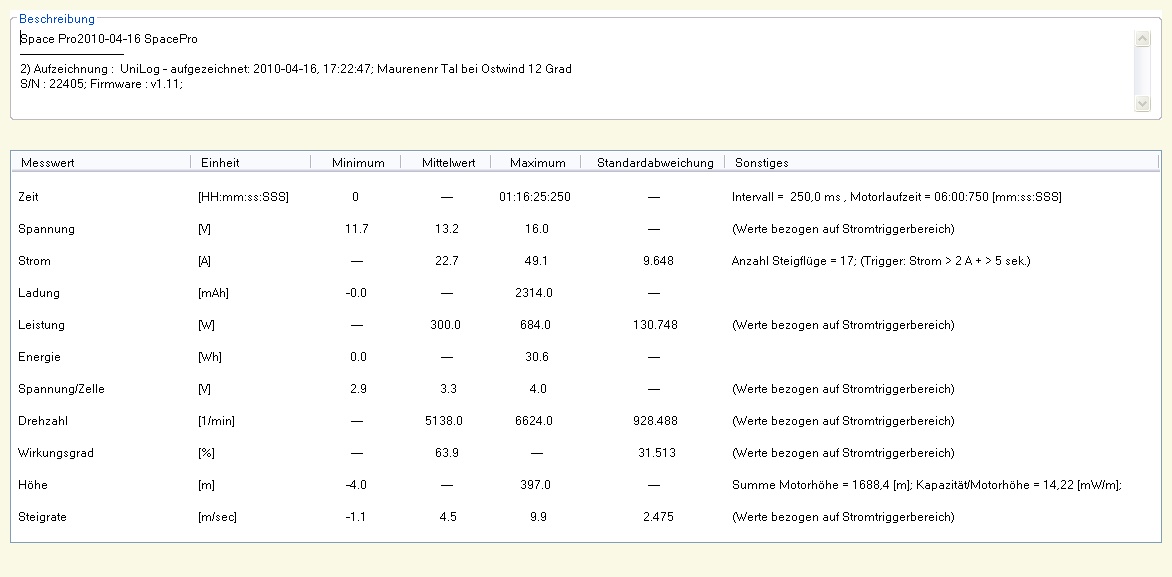 Beschreibung
Space Pro2010-04-16 SpacePro
2) Aufzeichnung : UniLog - aufgezeichnet: 2010-04-16, 17:22:47; Maurenenr Tal bei Ostwind 12 Grad
S/N : 22405; Firmware : v1.11;
Messwert Einheit Minimum Mittelwert Maximum Standardabweichung Sonstiges
Zeit [HH:mm:ss:SSS] 0 — 01:16:25:250 — Intervall = 250,0 ms , Motorlaufzeit = 06:00:750 [mm:ss:SSS]
Spannung [V] 11.7 13.2 16.0 — (Werte bezogen auf Stromtriggerbereich)
Strom [A] — 22.7 49.1 9.648 Anzahl Steigflüge = 17; (Trigger: Strom > 2 A + > 5 sek.)
Ladung [mAh] -0.0 — 2314.0 —
Leistung [W] — 300.0 684.0 130.748 (Werte bezogen auf Stromtriggerbereich)
Energie [Wh] 0.0 — 30.6 —
Spannung/Zelle [V] 2.9 3.3 4.0 — (Werte bezogen auf Stromtriggerbereich)
Drehzahl [1/min] — 5138.0 6624.0 928.488 (Werte bezogen auf Stromtriggerbereich)
Wirkungsgrad [%] — 63.9 — 31.513 (Werte bezogen auf Stromtriggerbereich)
Höhe [m] -4.0 — 397.0 — Summe Motorhöhe = 1688,4 [m]; Kapazität/Motorhöhe = 14,22 [mW/m];
Steigrate [m/sec] -1.1 4.5 9.9 2.475 (Werte bezogen auf Stromtriggerbereich)